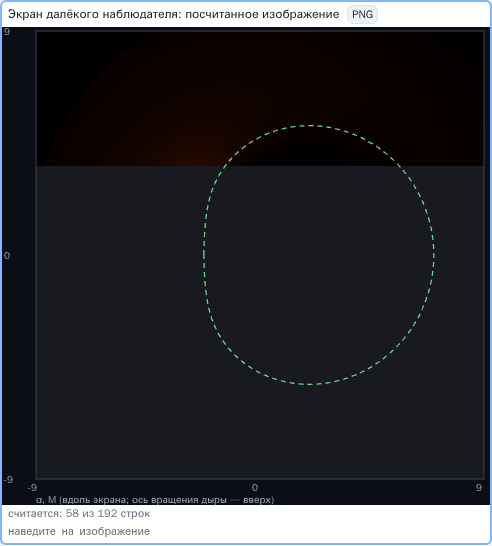 Экран далёкого наблюдателя: посчитанное изображение PNG
9
0
-9
-9 0 9
α, M (вдоль экрана; ось вращения дыры — вверх)
считается: 58 из 192 строк
наведите на изображение